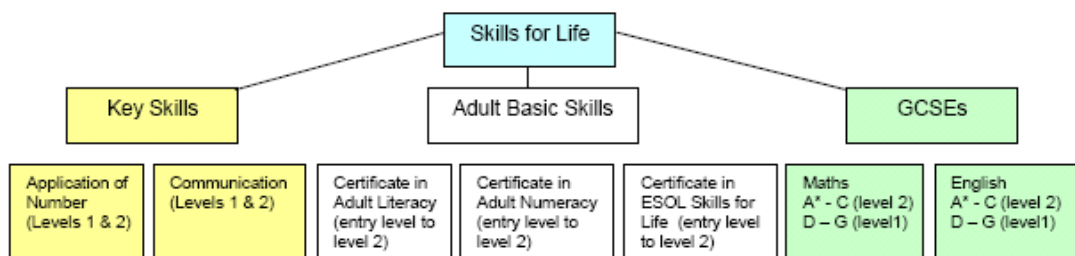 Skills for Life
Key Skills
Adult Basic Skills
GCSEs
Application of
Number
(Levels 1 & 2)
Communication
(Levels 1 & 2)
Certificate in
Adult Literacy
(entry level to
level 2)
Certificate in
Adult Numeracy
(entry level to
level 2)
Certificate in
ESOL Skills for
Life (entry level
to level 2)
Maths
A* - C (level 2)
D – G (level1)
English
A* - C (level 2)
D – G (level1)